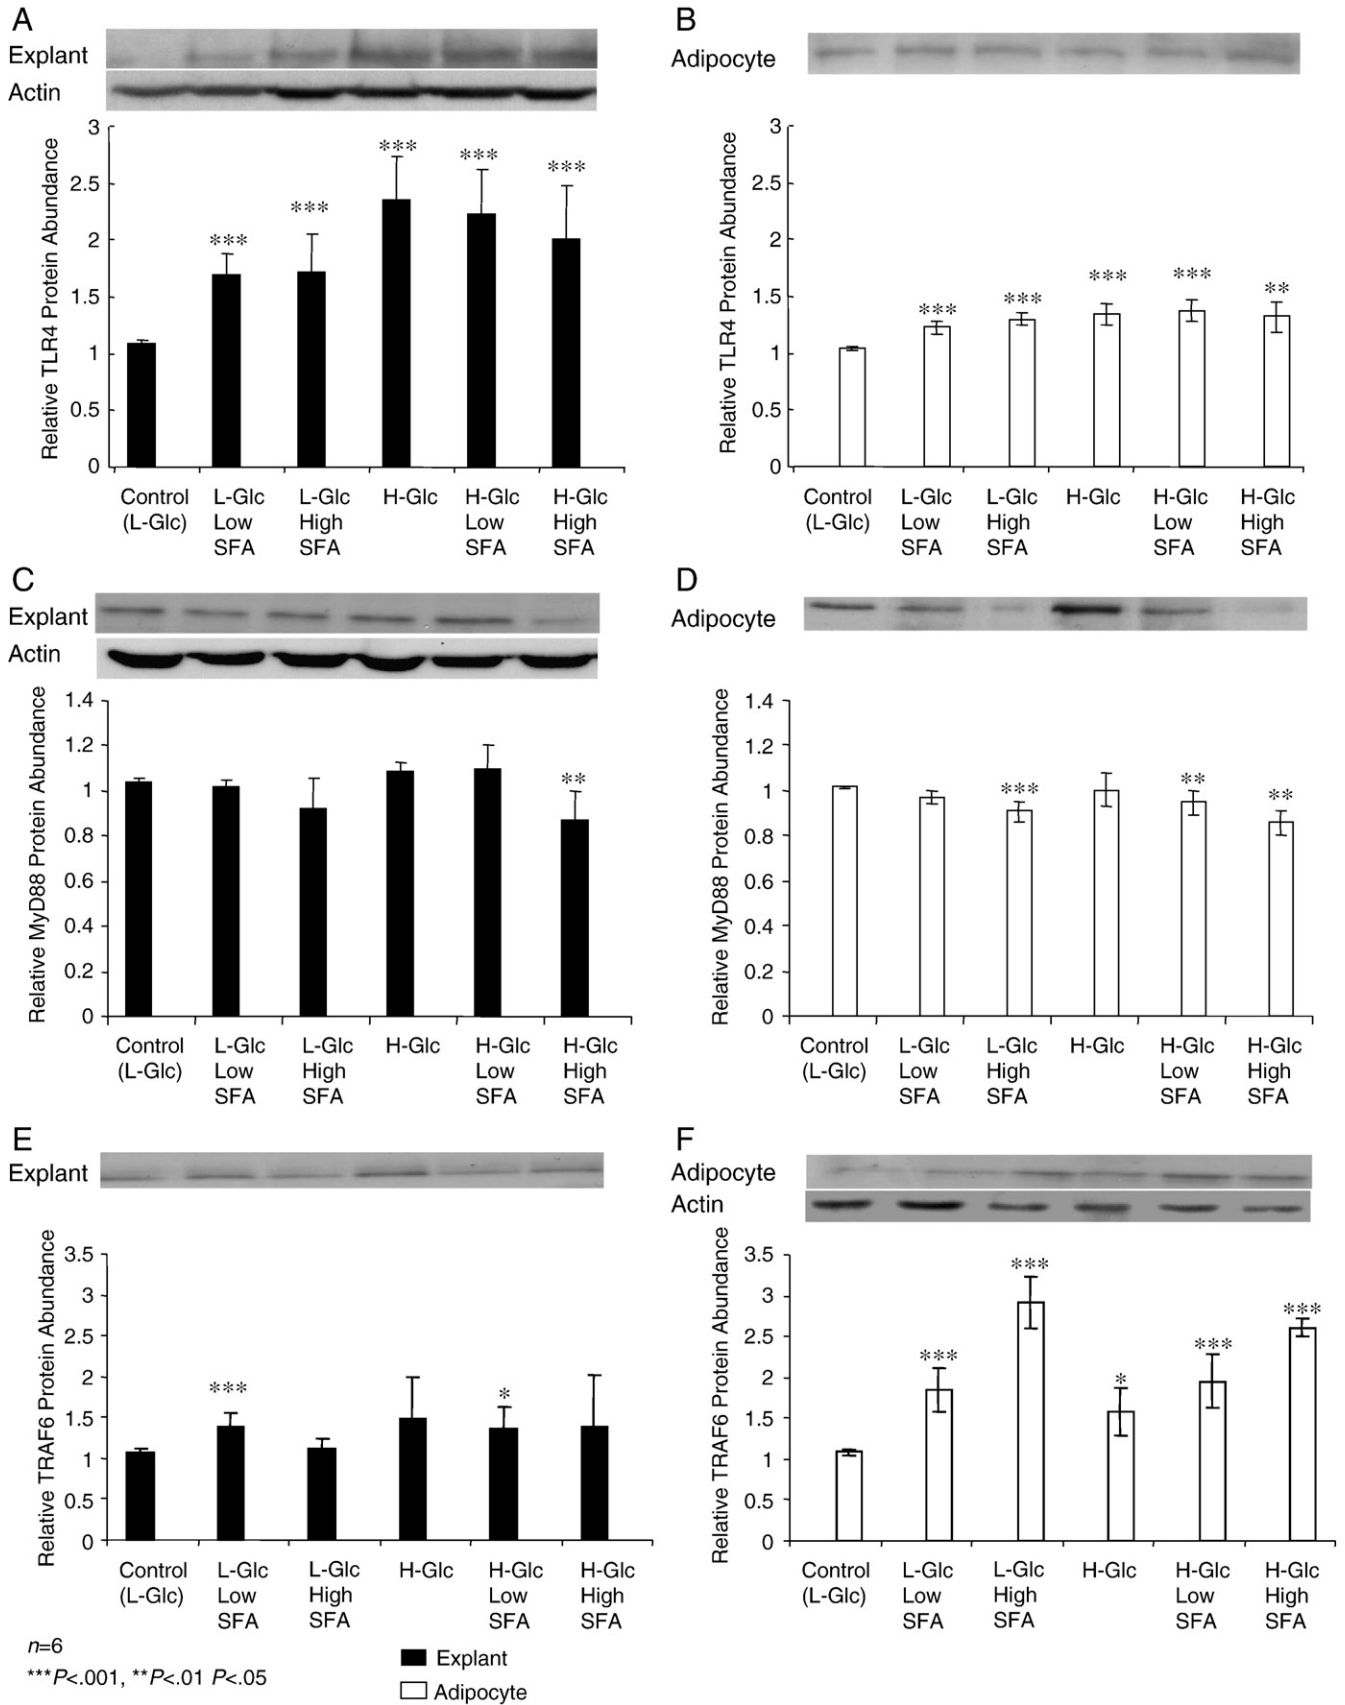 A
Explant
Actin
Relative TLR4 Protein Abundance
3
***
***
***
2.5
***
2
***
1.5
1
0.5
0
Control L-Glc L-Glc H-Glc H-Glc H-Glc
(L-Glc) Low High Low High
SFA SFA SFA SFA
B
Adipocyte
Relative TLR4 Protein Abundance
3
2.5
2
1.5
*** *** *** *** **
1
0.5
0
Control L-Glc L-Glc H-Glc H-Glc H-Glc
(L-Glc) Low High Low High
SFA SFA SFA SFA
C
Explant
Actin
Relative MyD88 Protein Abundance
1.4
1.2
**
1
0.8
0.6
0.4
0.2
0
Control L-Glc L-Glc H-Glc H-Glc H-Glc
(L-Glc) Low High Low High
SFA SFA SFA SFA
D
Adipocyte
Relative MyD88 Protein Abundance
1.4
1.2
1
*** ** **
0.8
0.6
0.4
0.2
0
Control L-Glc L-Glc H-Glc H-Glc H-Glc
(L-Glc) Low High Low High
SFA SFA SFA SFA
E
Explant
Relative TRAF6 Protein Abundance
3.5
3
2.5
2
*** *
1.5
1
0.5
0
Control L-Glc L-Glc H-Glc H-Glc H-Glc
(L-Glc) Low High Low High
SFA SFA SFA SFA
F
Adipocyte
Actin
Relative TRAF6 Protein Abundance
3.5
***
3
***
2.5
*** ***
2
*
1.5
1
0.5
0
Control L-Glc L-Glc H-Glc H-Glc H-Glc
(L-Glc) Low High Low High
SFA SFA SFA SFA
n=6
***P<.001, **P<.01 P<.05
Explant
Adipocyte